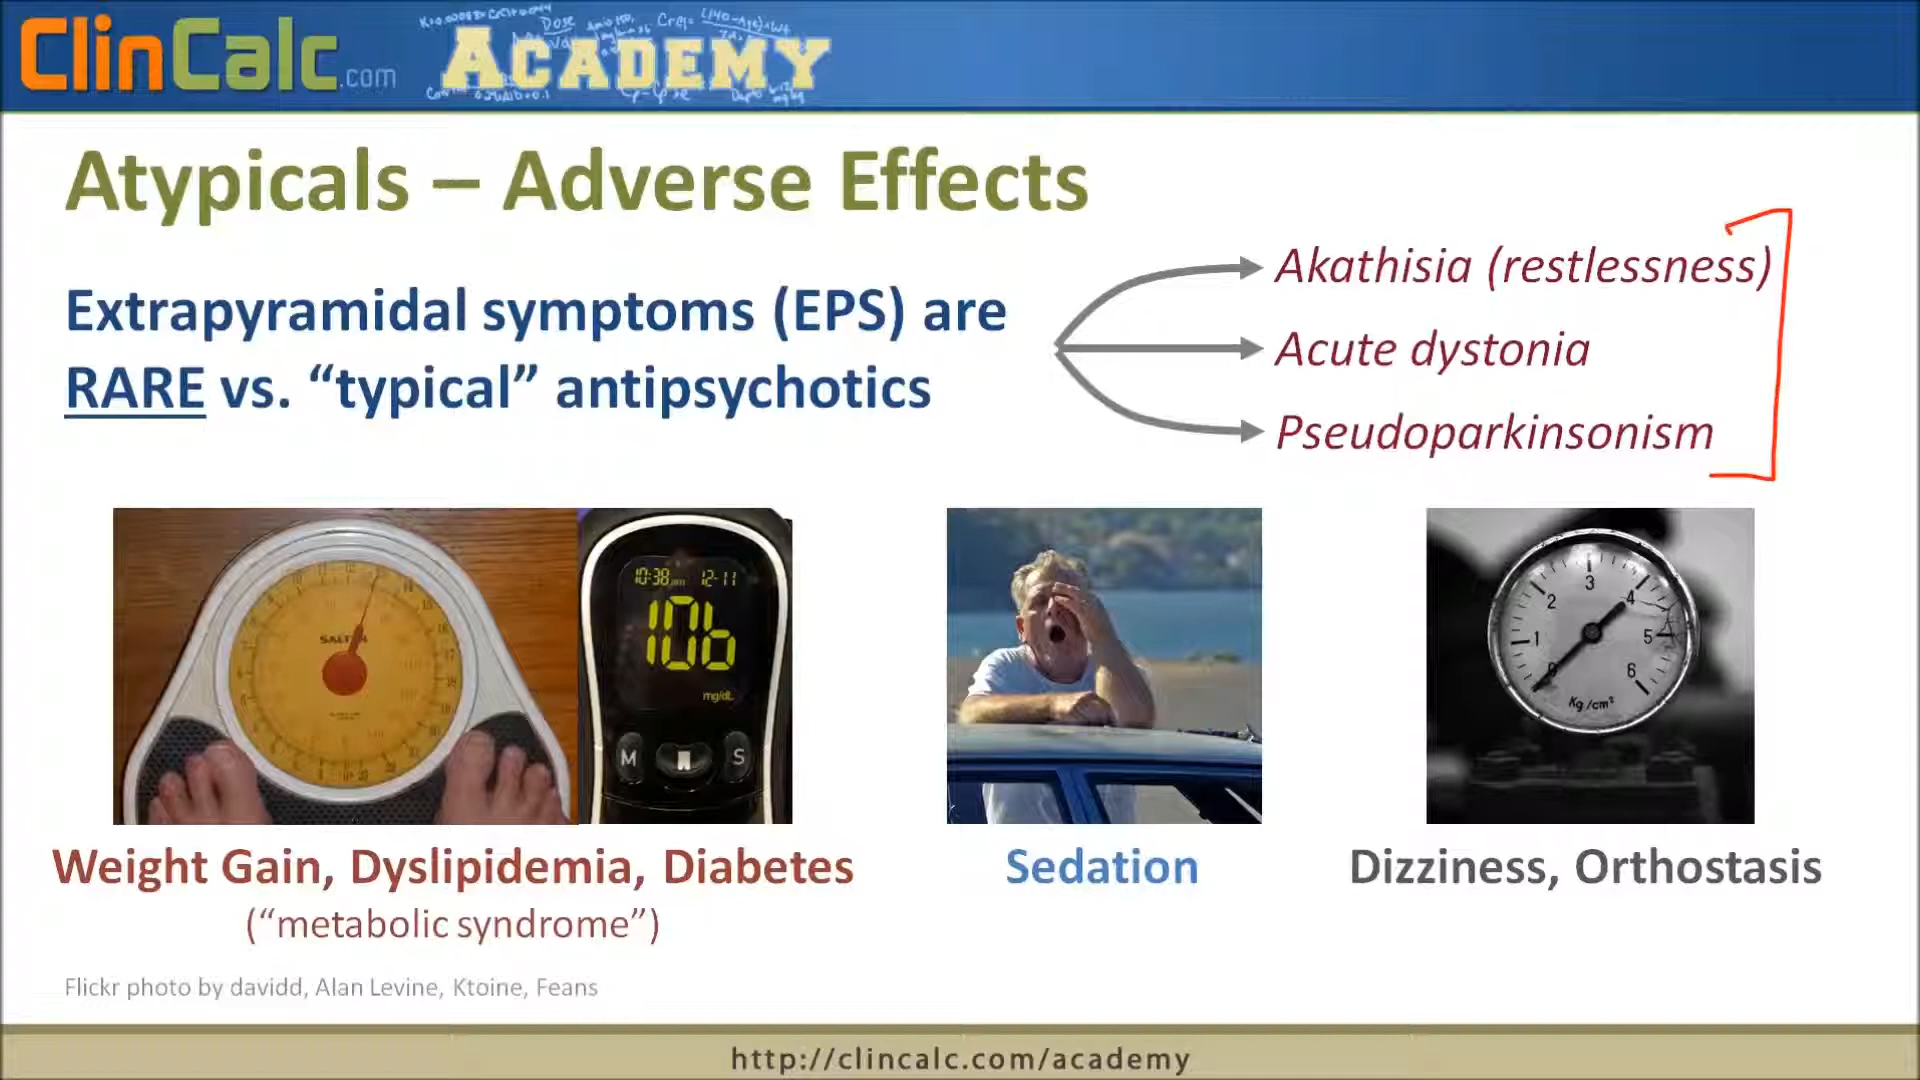 ClinCalc.com ACADEMY
Atypicals – Adverse Effects
Extrapyramidal symptoms (EPS) are
RARE vs. “typical” antipsychotics
Akathisia (restlessness)
Acute dystonia
Pseudoparkinsonism
SALTER
10:38 am 12-11
106
mg/dL
M S
0 1 2 3 4 5 6
Kg/cm²
Weight Gain, Dyslipidemia, Diabetes
(“metabolic syndrome”)
Sedation
Dizziness, Orthostasis
Flickr photo by davidd, Alan Levine, Ktoine, Feans
http://clincalc.com/academy